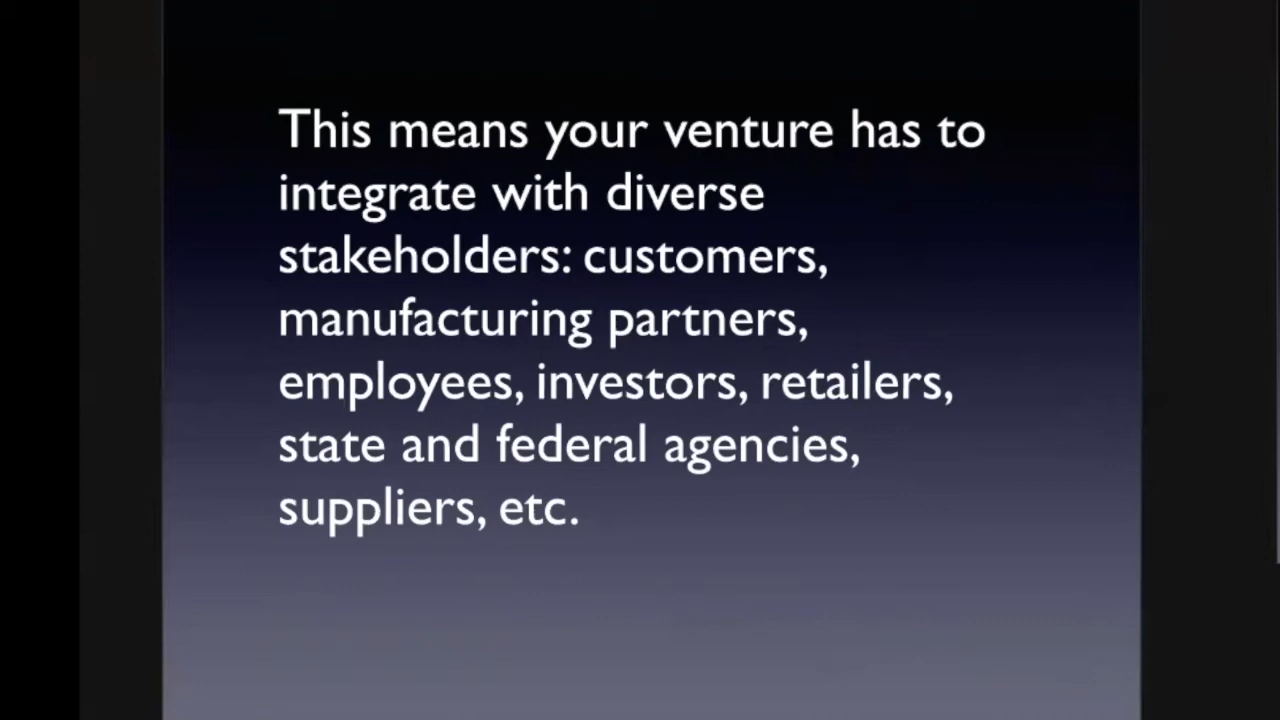 This means your venture has to
integrate with diverse
stakeholders: customers,
manufacturing partners,
employees, investors, retailers,
state and federal agencies,
suppliers, etc.